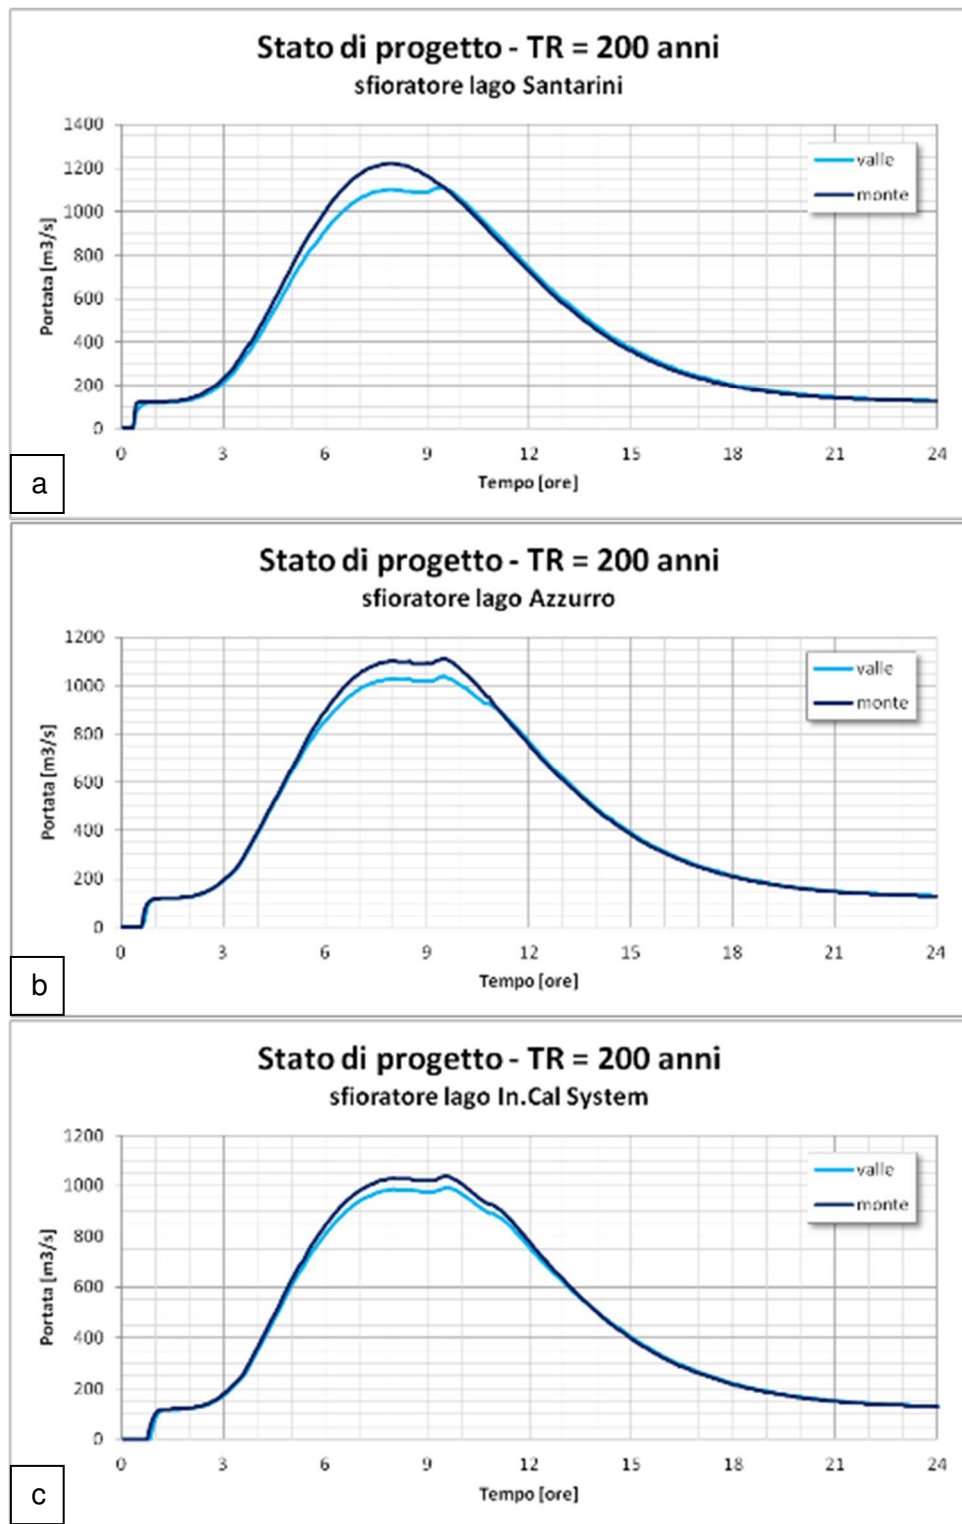 Stato di progetto - TR = 200 anni
sfioratore lago Santarini
1400
1200
1000
800
600
400
200
0
Portata [m3/s]
valle
monte
0 3 6 9 12 15 18 21 24
Tempo [ore]
a
Stato di progetto - TR = 200 anni
sfioratore lago Azzurro
1200
1000
800
600
400
200
0
Portata [m3/s]
valle
monte
0 3 6 9 12 15 18 21 24
Tempo [ore]
b
Stato di progetto - TR = 200 anni
sfioratore lago In.Cal System
1200
1000
800
600
400
200
0
Portata [m3/s]
valle
monte
0 3 6 9 12 15 18 21 24
Tempo [ore]
c